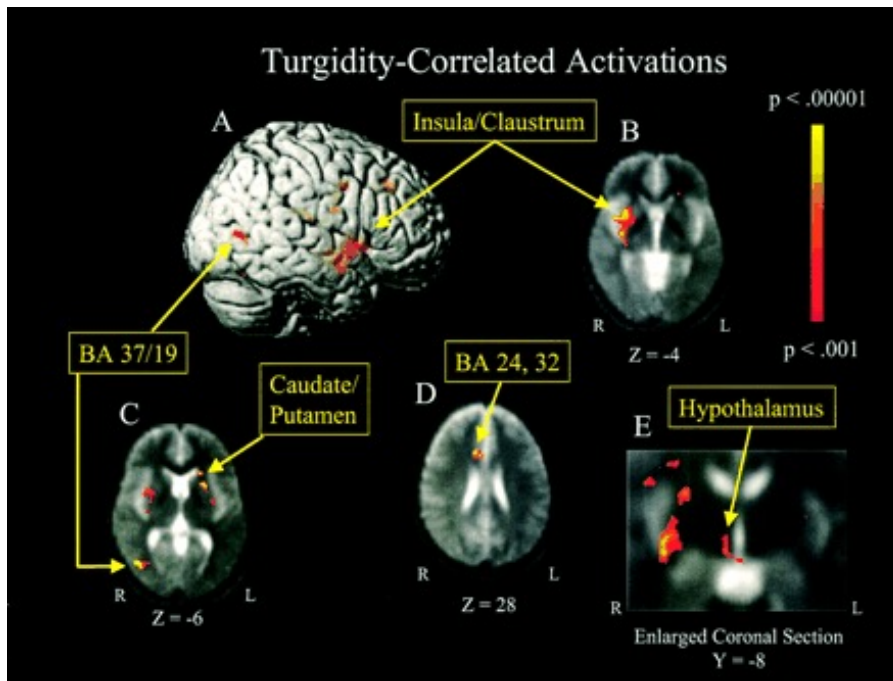 Turgidity-Correlated Activations
p < .00001
A
Insula/Claustrum
B
R
L
Z = -4
p < .001
BA 37/19
Caudate/
Putamen
BA 24, 32
Hypothalamus
C
D
E
R
L
Z = -6
R
L
Z = 28
R
L
Enlarged Coronal Section
Y = -8